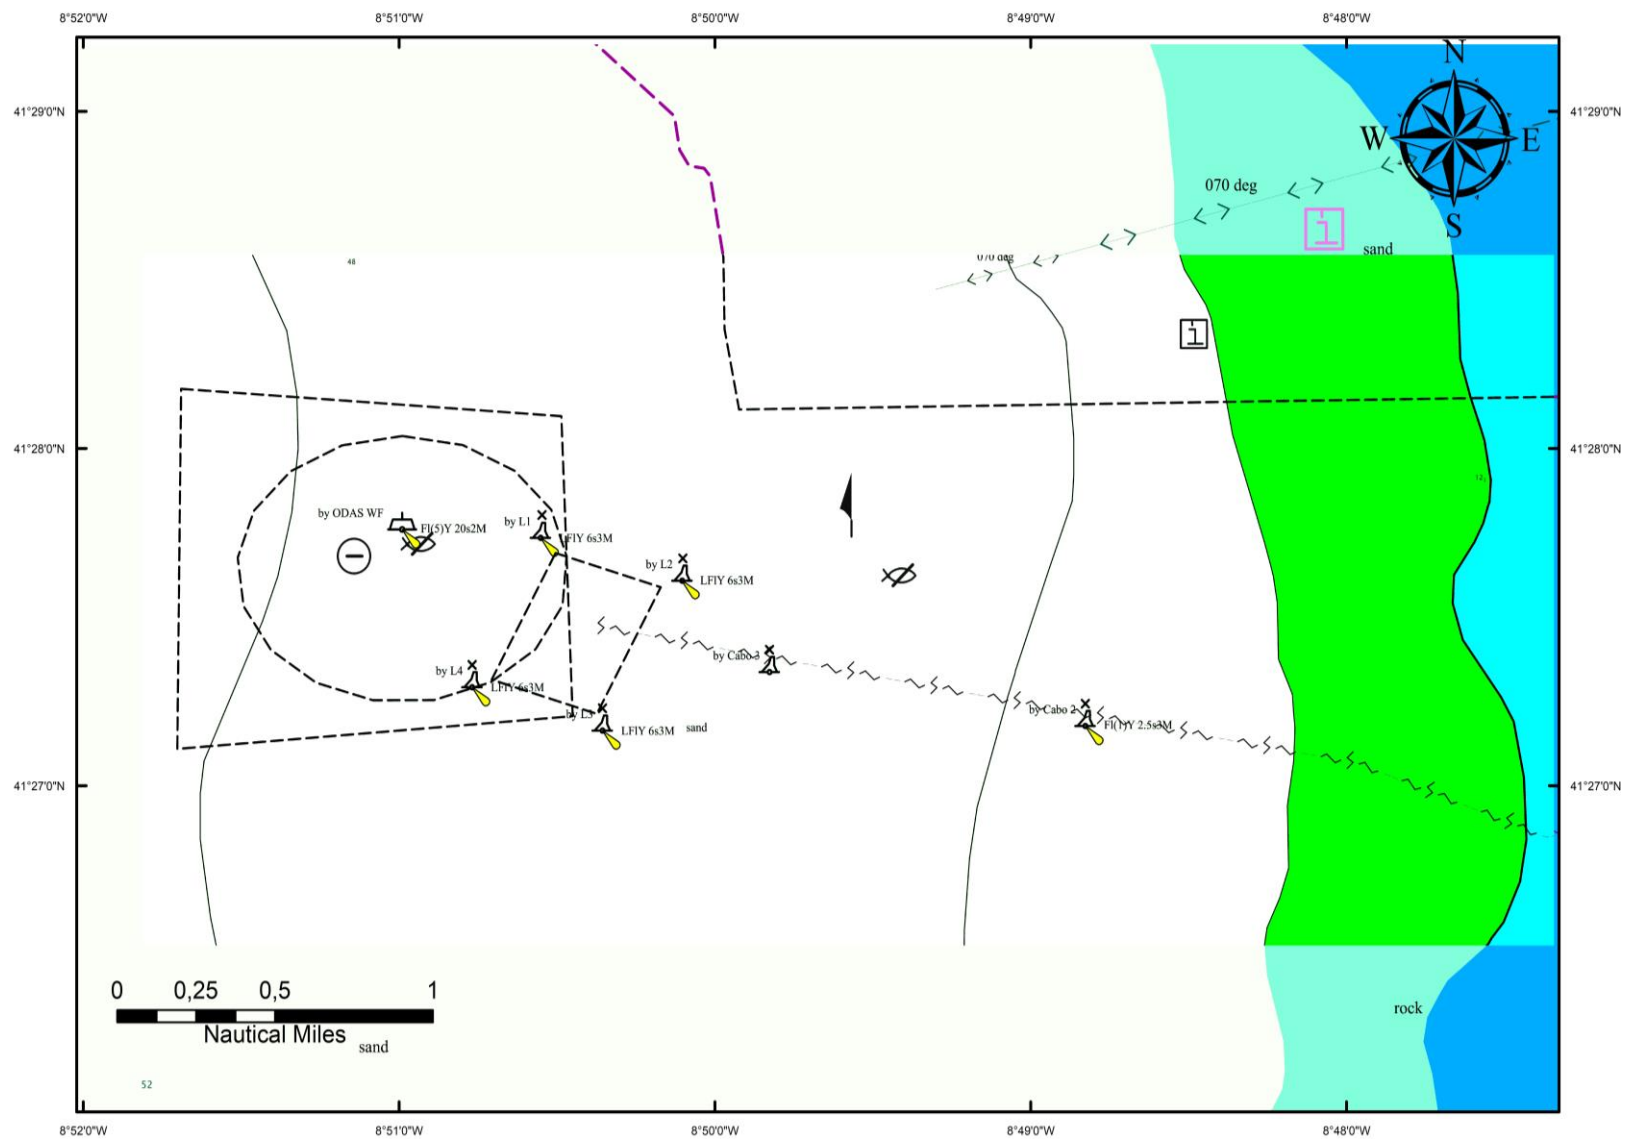 8°52'0"W 8°51'0"W 8°50'0"W 8°49'0"W 8°48'0"W
N
41°29'0"N 41°29'0"N
W E
070 deg
S
sand
070 deg
48
41°28'0"N 41°28'0"N
12
by ODAS WF
Fl(5)Y 20s2M
by L1
LFlY 6s3M
by L2
LFlY 6s3M
by Cabo 3
by L4
LFlY 6s3M
by L3
LFlY 6s3M
sand
by Cabo 2
Fl(1)Y 2.5s3M
41°27'0"N 41°27'0"N
0 0,25 0,5 1
Nautical Miles
sand
rock
52
8°52'0"W 8°51'0"W 8°50'0"W 8°49'0"W 8°48'0"W